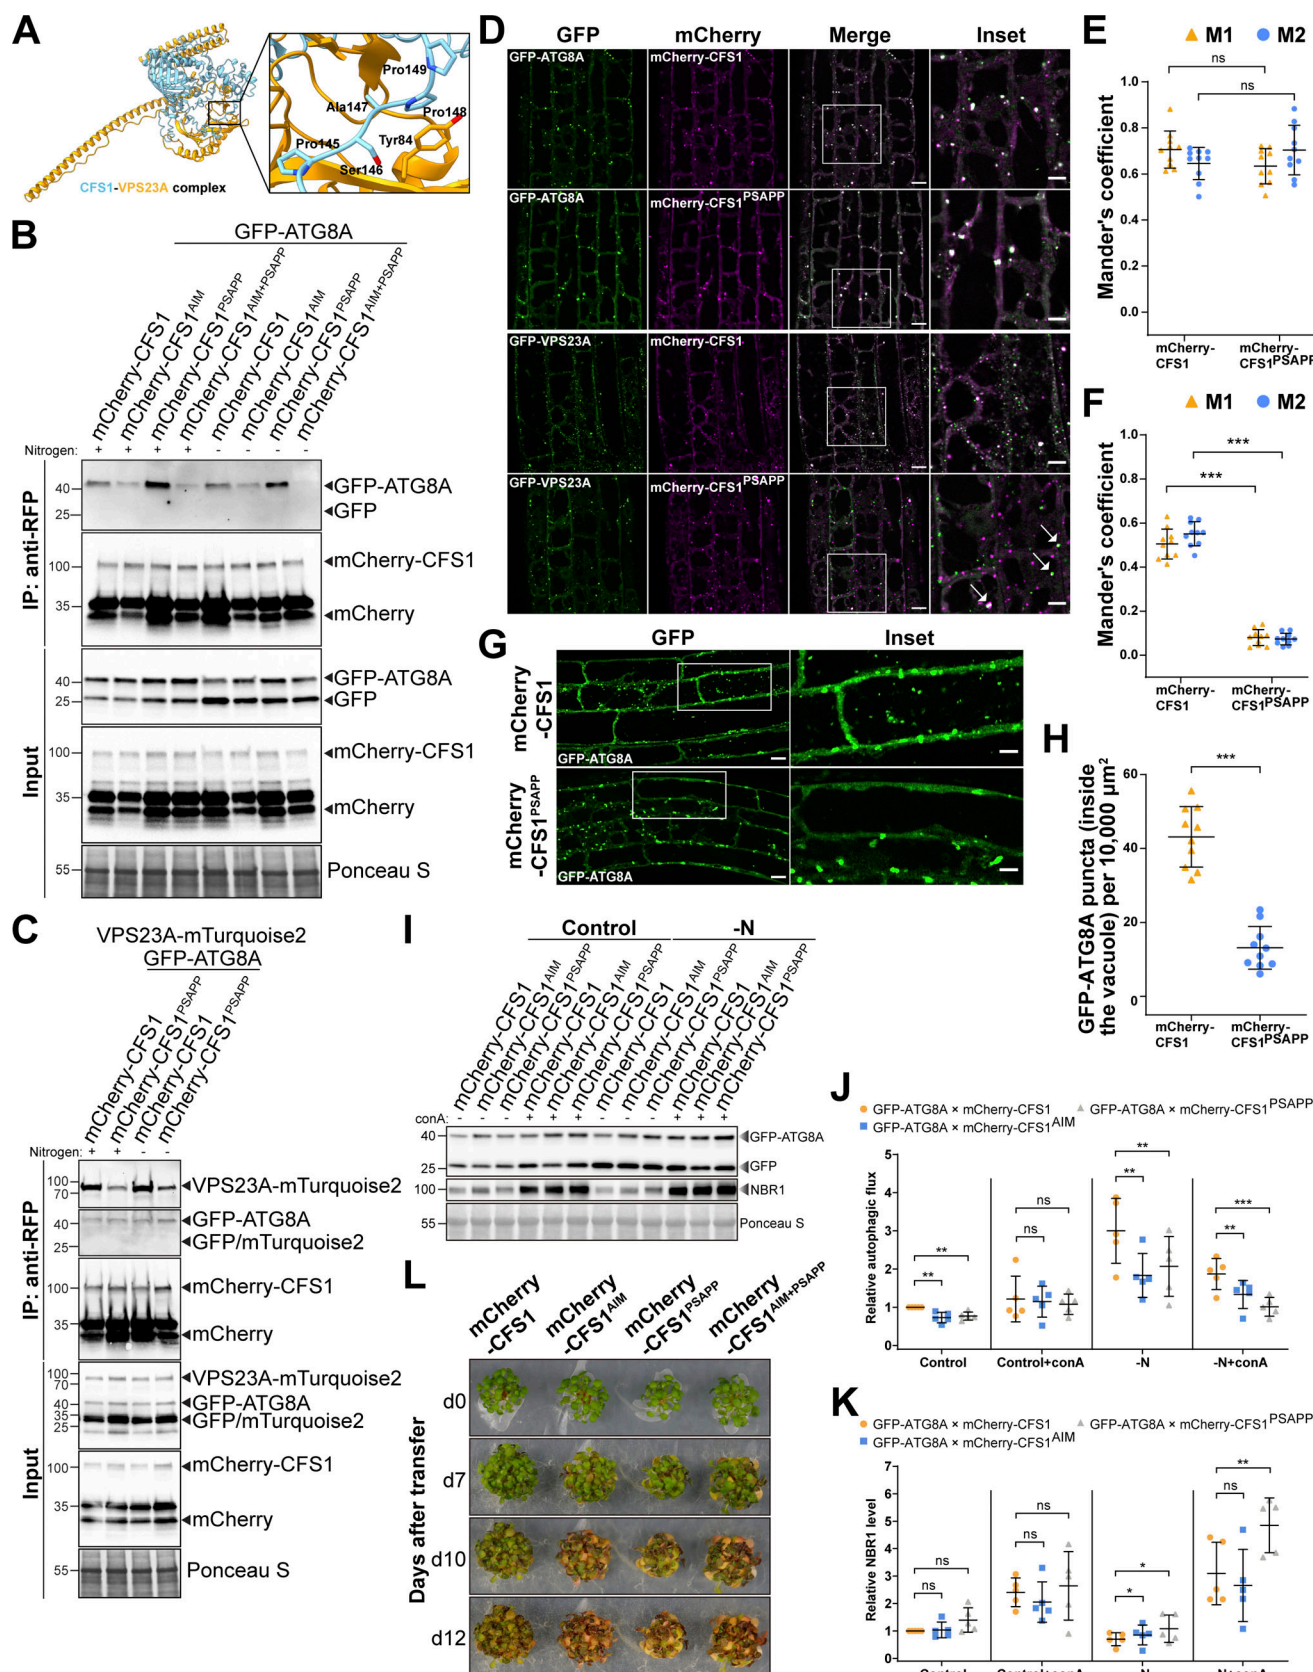 A
Pro149
Ala147
Pro148
Pro145
Tyr84
Ser146
CFS1-VPS23A complex
B
GFP-ATG8A
mCherry-CFS1
mCherry-CFS1AIM
mCherry-CFS1PSAPP
mCherry-CFS1AIM+PSAPP
mCherry-CFS1
mCherry-CFS1AIM
mCherry-CFS1PSAPP
mCherry-CFS1AIM+PSAPP
Nitrogen: + + + + - - - -
IP: anti-RFP
40 GFP-ATG8A
25 GFP
100 mCherry-CFS1
35 mCherry
Input
40 GFP-ATG8A
25 GFP
100 mCherry-CFS1
35 mCherry
55 Ponceau S
C
VPS23A-mTurquoise2
GFP-ATG8A
mCherry-CFS1
mCherry-CFS1PSAPP
mCherry-CFS1
mCherry-CFS1PSAPP
Nitrogen: + + - -
IP: anti-RFP
100 VPS23A-mTurquoise2
70
40 GFP-ATG8A
25 GFP/mTurquoise2
100 mCherry-CFS1
35 mCherry
Input
100 VPS23A-mTurquoise2
70
40 GFP-ATG8A
35 GFP/mTurquoise2
25
100 mCherry-CFS1
35 mCherry
55 Ponceau S
D
GFP mCherry Merge Inset
GFP-ATG8A mCherry-CFS1
GFP-ATG8A mCherry-CFS1PSAPP
GFP-VPS23A mCherry-CFS1
GFP-VPS23A mCherry-CFS1PSAPP
E
M1 M2
Mander's coefficient
ns
ns
1.0
0.8
0.6
0.4
0.2
0.0
mCherry-CFS1
mCherry-CFS1PSAPP
F
M1 M2
Mander's coefficient
***
***
1.0
0.8
0.6
0.4
0.2
0.0
mCherry-CFS1
mCherry-CFS1PSAPP
G
GFP Inset
mCherry-CFS1
GFP-ATG8A
mCherry-CFS1PSAPP
GFP-ATG8A
H
GFP-ATG8A puncta (inside
the vacuole) per 10,000 µm2
***
60
40
20
0
mCherry-CFS1
mCherry-CFS1PSAPP
I
Control -N
mCherry-CFS1
mCherry-CFS1AIM
mCherry-CFS1PSAPP
mCherry-CFS1
mCherry-CFS1AIM
mCherry-CFS1PSAPP
mCherry-CFS1
mCherry-CFS1AIM
mCherry-CFS1PSAPP
mCherry-CFS1
mCherry-CFS1AIM
mCherry-CFS1PSAPP
conA: - - - + + + - - - + + +
40 GFP-ATG8A
25 GFP
100 NBR1
55 Ponceau S
J
GFP-ATG8A × mCherry-CFS1 GFP-ATG8A × mCherry-CFS1PSAPP
GFP-ATG8A × mCherry-CFS1AIM
Relative autophagic flux
5
4
3
2
1
0
** **
ns ns
** **
** ***
Control Control+conA -N -N+conA
K
GFP-ATG8A × mCherry-CFS1 GFP-ATG8A × mCherry-CFS1PSAPP
GFP-ATG8A × mCherry-CFS1AIM
Relative NBR1 level
7
6
5
4
3
2
1
0
ns ns
ns ns
* *
ns **
Control Control+conA -N -N+conA
L
mCherry-CFS1
mCherry-CFS1AIM
mCherry-CFS1PSAPP
mCherry-CFS1AIM+PSAPP
Days after transfer
d0
d7
d10
d12